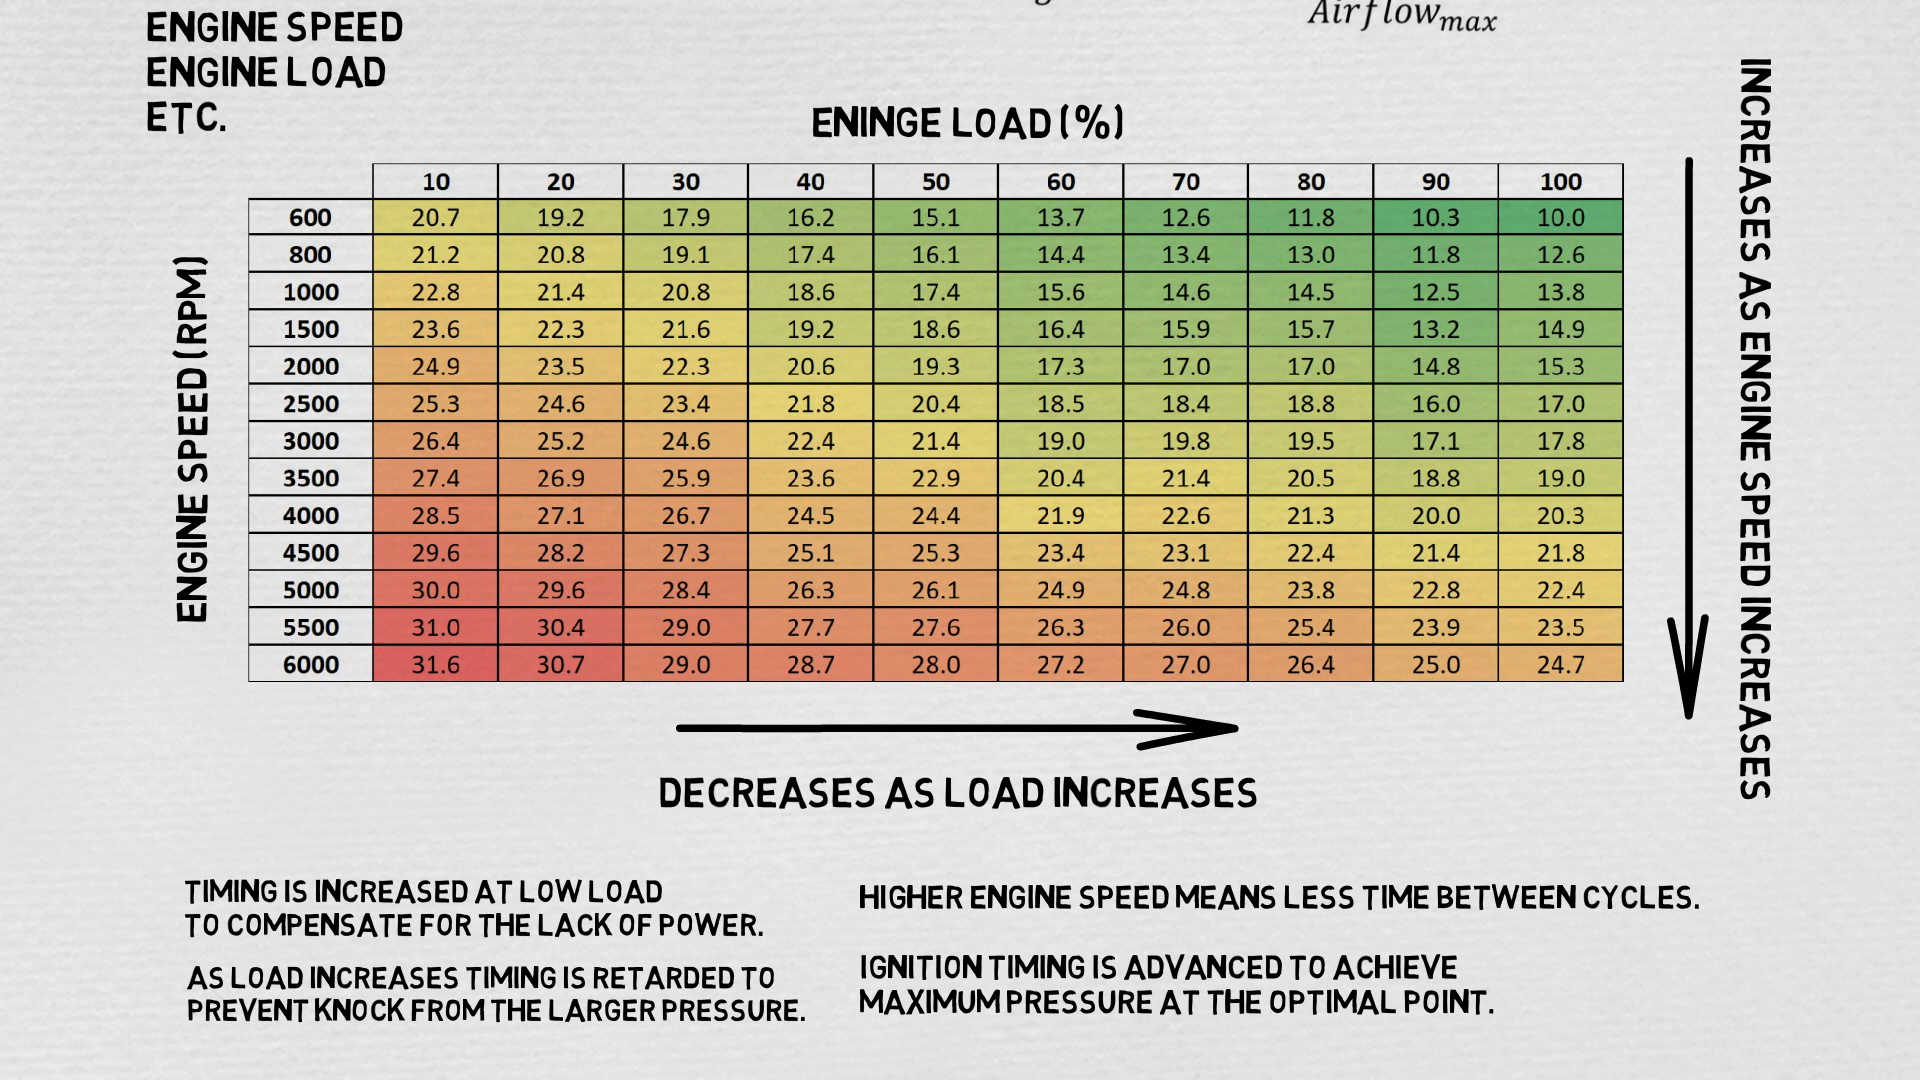 ENGINE SPEED
ENGINE LOAD
ETC.
Airflow max
ENINGE LOAD (%)
10 20 30 40 50 60 70 80 90 100
600 20.7 19.2 17.9 16.2 15.1 13.7 12.6 11.8 10.3 10.0
800 21.2 20.8 19.1 17.4 16.1 14.4 13.4 13.0 11.8 12.6
1000 22.8 21.4 20.8 18.6 17.4 15.6 14.6 14.5 12.5 13.8
1500 23.6 22.3 21.6 19.2 18.6 16.4 15.9 15.7 13.2 14.9
2000 24.9 23.5 22.3 20.6 19.3 17.3 17.0 17.0 14.8 15.3
2500 25.3 24.6 23.4 21.8 20.4 18.5 18.4 18.8 16.0 17.0
3000 26.4 25.2 24.6 22.4 21.4 19.0 19.8 19.5 17.1 17.8
3500 27.4 26.9 25.9 23.6 22.9 20.4 21.4 20.5 18.8 19.0
4000 28.5 27.1 26.7 24.5 24.4 21.9 22.6 21.3 20.0 20.3
4500 29.6 28.2 27.3 25.1 25.3 23.4 23.1 22.4 21.4 21.8
5000 30.0 29.6 28.4 26.3 26.1 24.9 24.8 23.8 22.8 22.4
5500 31.0 30.4 29.0 27.7 27.6 26.3 26.0 25.4 23.9 23.5
6000 31.6 30.7 29.0 28.7 28.0 27.2 27.0 26.4 25.0 24.7
ENGINE SPEED (RPM)
INCREASES AS ENGINE SPEED INCREASES
DECREASES AS LOAD INCREASES
TIMING IS INCREASED AT LOW LOAD
TO COMPENSATE FOR THE LACK OF POWER.
AS LOAD INCREASES TIMING IS RETARDED TO
PREVENT KNOCK FROM THE LARGER PRESSURE.
HIGHER ENGINE SPEED MEANS LESS TIME BETWEEN CYCLES.
IGNITION TIMING IS ADVANCED TO ACHIEVE
MAXIMUM PRESSURE AT THE OPTIMAL POINT.